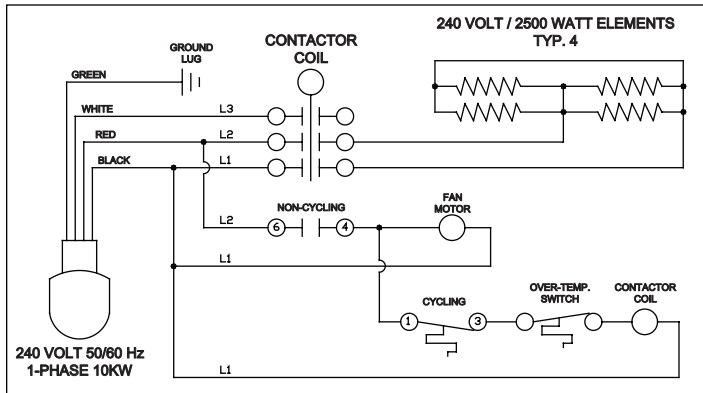 240 VOLT / 2500 WATT ELEMENTS
TYP. 4
CONTACTOR
COIL
GROUND
LUG
GREEN
WHITE
L3
RED
L2
BLACK
L1
NON-CYCLING
FAN
MOTOR
L2
6
4
L1
CYCLING
OVER-TEMP.
SWITCH
CONTACTOR
COIL
1
3
240 VOLT 50/60 Hz
1-PHASE 10KW
L1